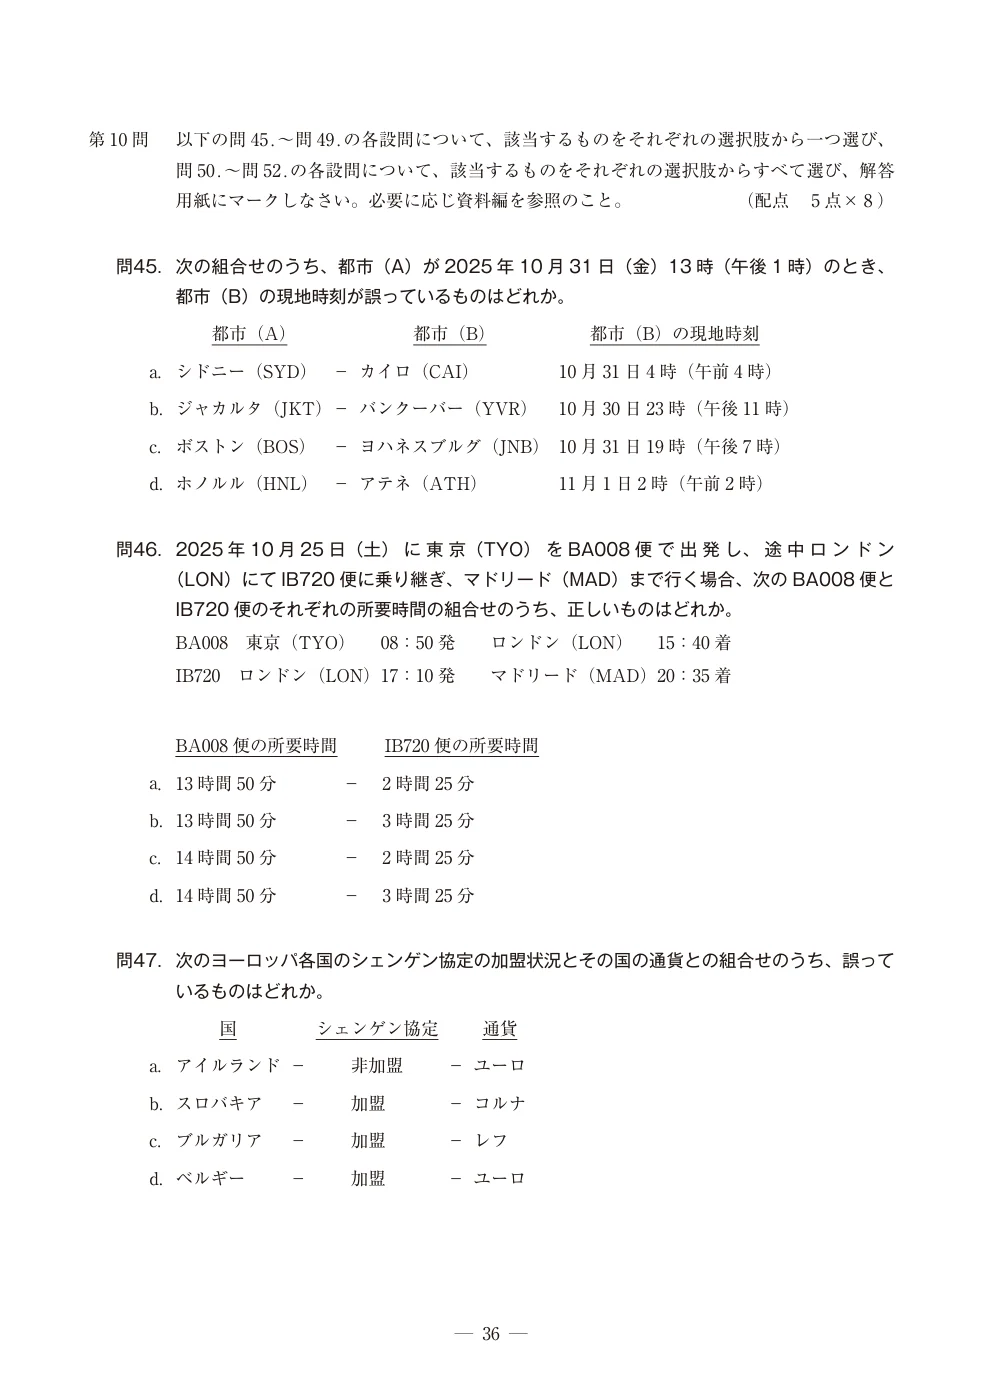 第10問 以下の問45.～問49.の各設問について、該当するものをそれぞれの選択肢から一つ選び、
問50.～問52.の各設問について、該当するものをそれぞれの選択肢からすべて選び、解答
用紙にマークしなさい。必要に応じ資料編を参照のこと。 （配点 5点×8）
問45. 次の組合せのうち、都市（A）が2025年10月31日（金）13時（午後1時）のとき、
都市（B）の現地時刻が誤っているものはどれか。
都市（A） 都市（B） 都市（B）の現地時刻
a. シドニー（SYD） － カイロ（CAI） 10月31日4時（午前4時）
b. ジャカルタ（JKT）－ バンクーバー（YVR） 10月30日23時（午後11時）
c. ボストン（BOS） － ヨハネスブルグ（JNB） 10月31日19時（午後7時）
d. ホノルル（HNL） － アテネ（ATH） 11月1日2時（午前2時）
問46. 2025年10月25日（土）に東京（TYO）をBA008便で出発し、途中ロンドン
（LON）にてIB720便に乗り継ぎ、マドリード（MAD）まで行く場合、次のBA008便と
IB720便のそれぞれの所要時間の組合せのうち、正しいものはどれか。
BA008 東京（TYO） 08：50発 ロンドン（LON） 15：40着
IB720 ロンドン（LON）17：10発 マドリード（MAD）20：35着
BA008便の所要時間 IB720便の所要時間
a. 13時間50分 － 2時間25分
b. 13時間50分 － 3時間25分
c. 14時間50分 － 2時間25分
d. 14時間50分 － 3時間25分
問47. 次のヨーロッパ各国のシェンゲン協定の加盟状況とその国の通貨との組合せのうち、誤って
いるものはどれか。
国 シェンゲン協定 通貨
a. アイルランド － 非加盟 － ユーロ
b. スロバキア － 加盟 － コルナ
c. ブルガリア － 加盟 － レフ
d. ベルギー － 加盟 － ユーロ
― 36 ―